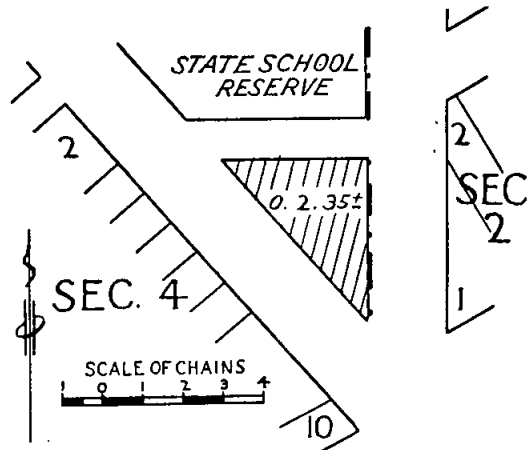 STATE SCHOOL
RESERVE
2
2
0. 2. 35±
SEC
2
SEC. 4
1
SCALE OF CHAINS
1 0 1 2 3 4
10